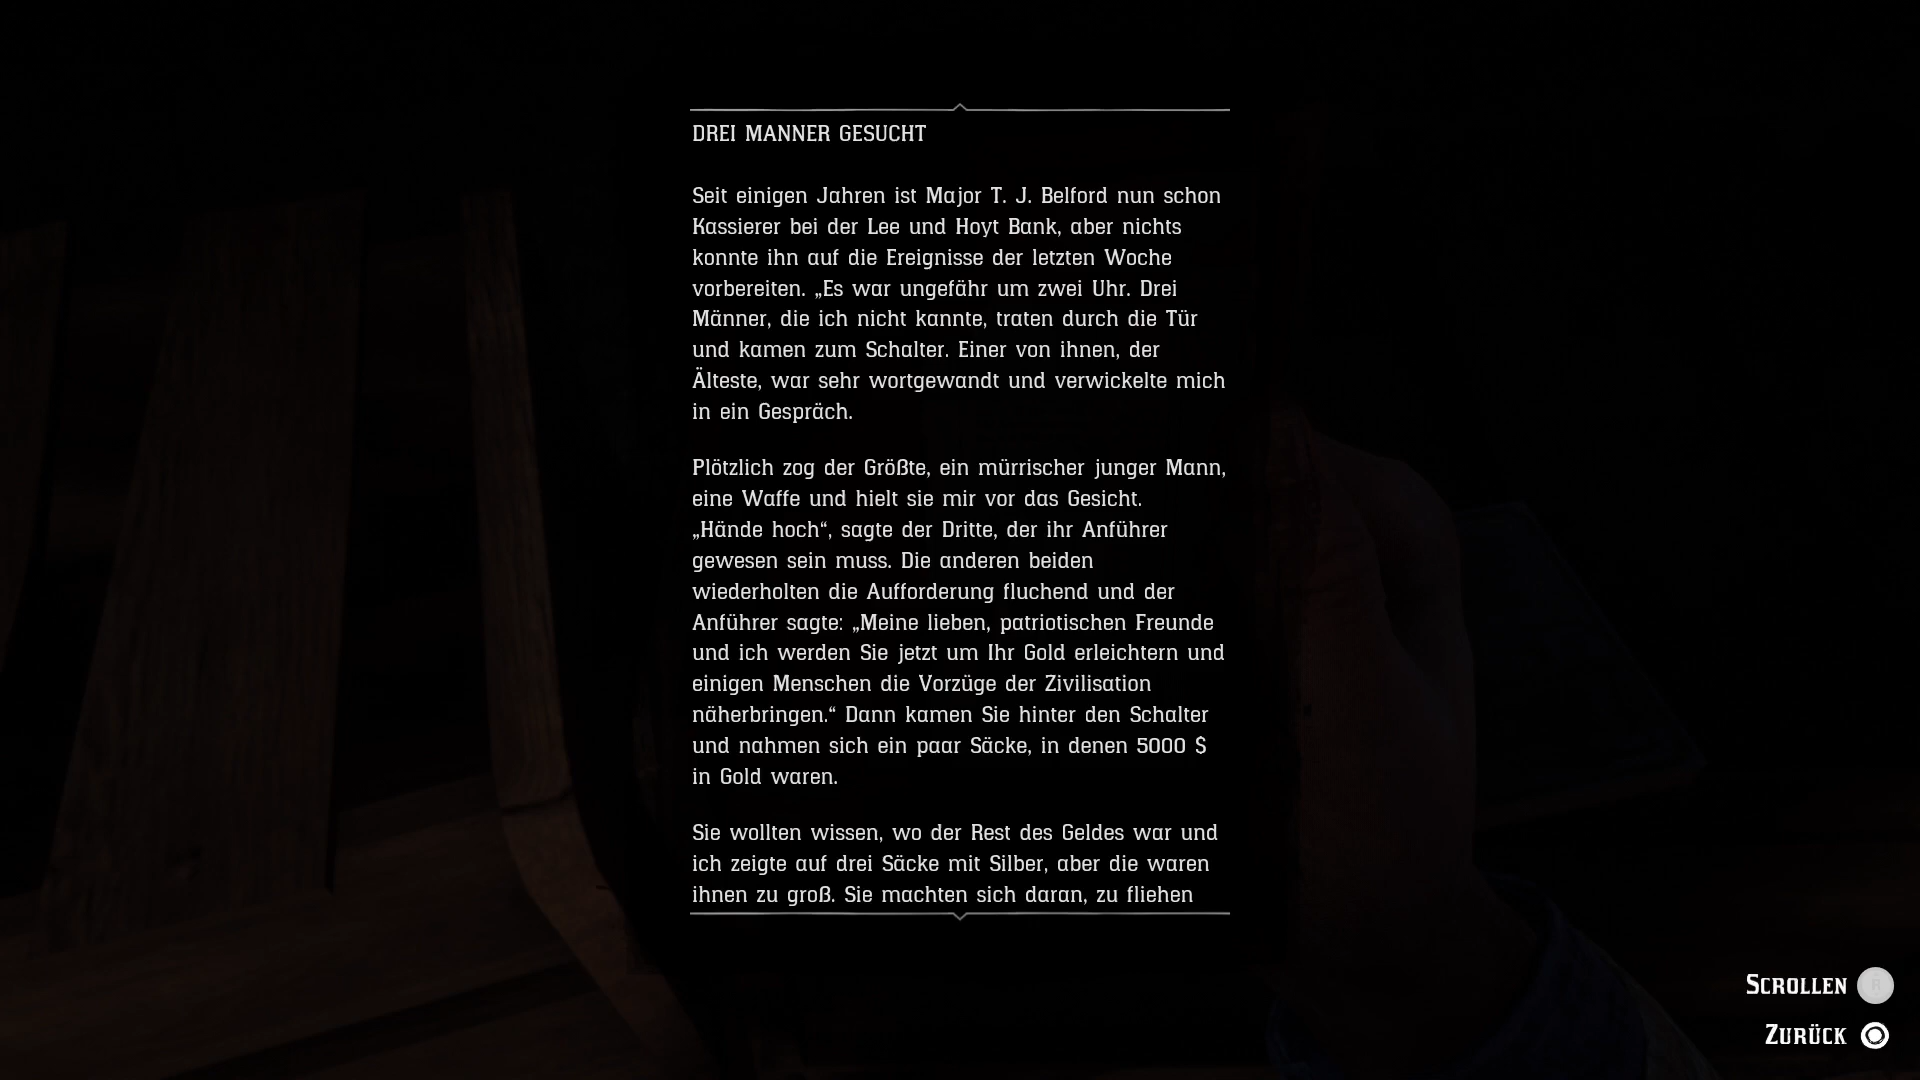 DREI MANNER GESUCHT
Seit einigen Jahren ist Major T. J. Belford nun schon
Kassierer bei der Lee und Hoyt Bank, aber nichts
konnte ihn auf die Ereignisse der letzten Woche
vorbereiten. „Es war ungefähr um zwei Uhr. Drei
Männer, die ich nicht kannte, traten durch die Tür
und kamen zum Schalter. Einer von ihnen, der
Älteste, war sehr wortgewandt und verwickelte mich
in ein Gespräch.
Plötzlich zog der Größte, ein mürrischer junger Mann,
eine Waffe und hielt sie mir vor das Gesicht.
„Hände hoch“, sagte der Dritte, der ihr Anführer
gewesen sein muss. Die anderen beiden
wiederholten die Aufforderung fluchend und der
Anführer sagte: „Meine lieben, patriotischen Freunde
und ich werden Sie jetzt um Ihr Gold erleichtern und
einigen Menschen die Vorzüge der Zivilisation
näherbringen.“ Dann kamen Sie hinter den Schalter
und nahmen sich ein paar Säcke, in denen 5000 $
in Gold waren.
Sie wollten wissen, wo der Rest des Geldes war und
ich zeigte auf drei Säcke mit Silber, aber die waren
ihnen zu groß. Sie machten sich daran, zu fliehen
SCROLLEN R
ZURÜCK